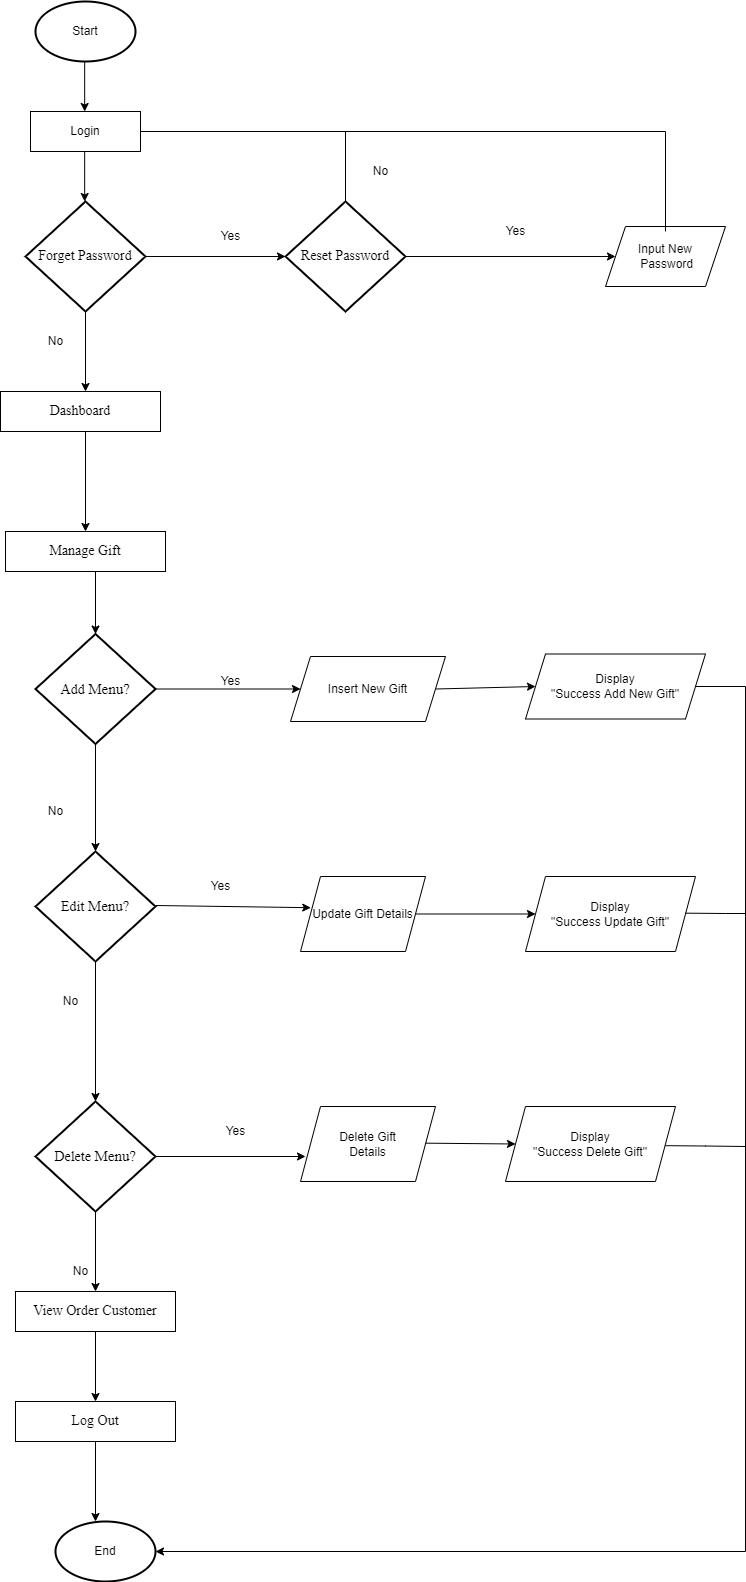 Start
Login
No
Forget Password
Yes
Reset Password
Yes
Input New
Password
No
Dashboard
Manage Gift
Add Menu?
Yes
Insert New Gift
Display
"Success Add New Gift"
No
Edit Menu?
Yes
Update Gift Details
Display
"Success Update Gift"
No
Delete Menu?
Yes
Delete Gift
Details
Display
"Success Delete Gift"
No
View Order Customer
Log Out
End